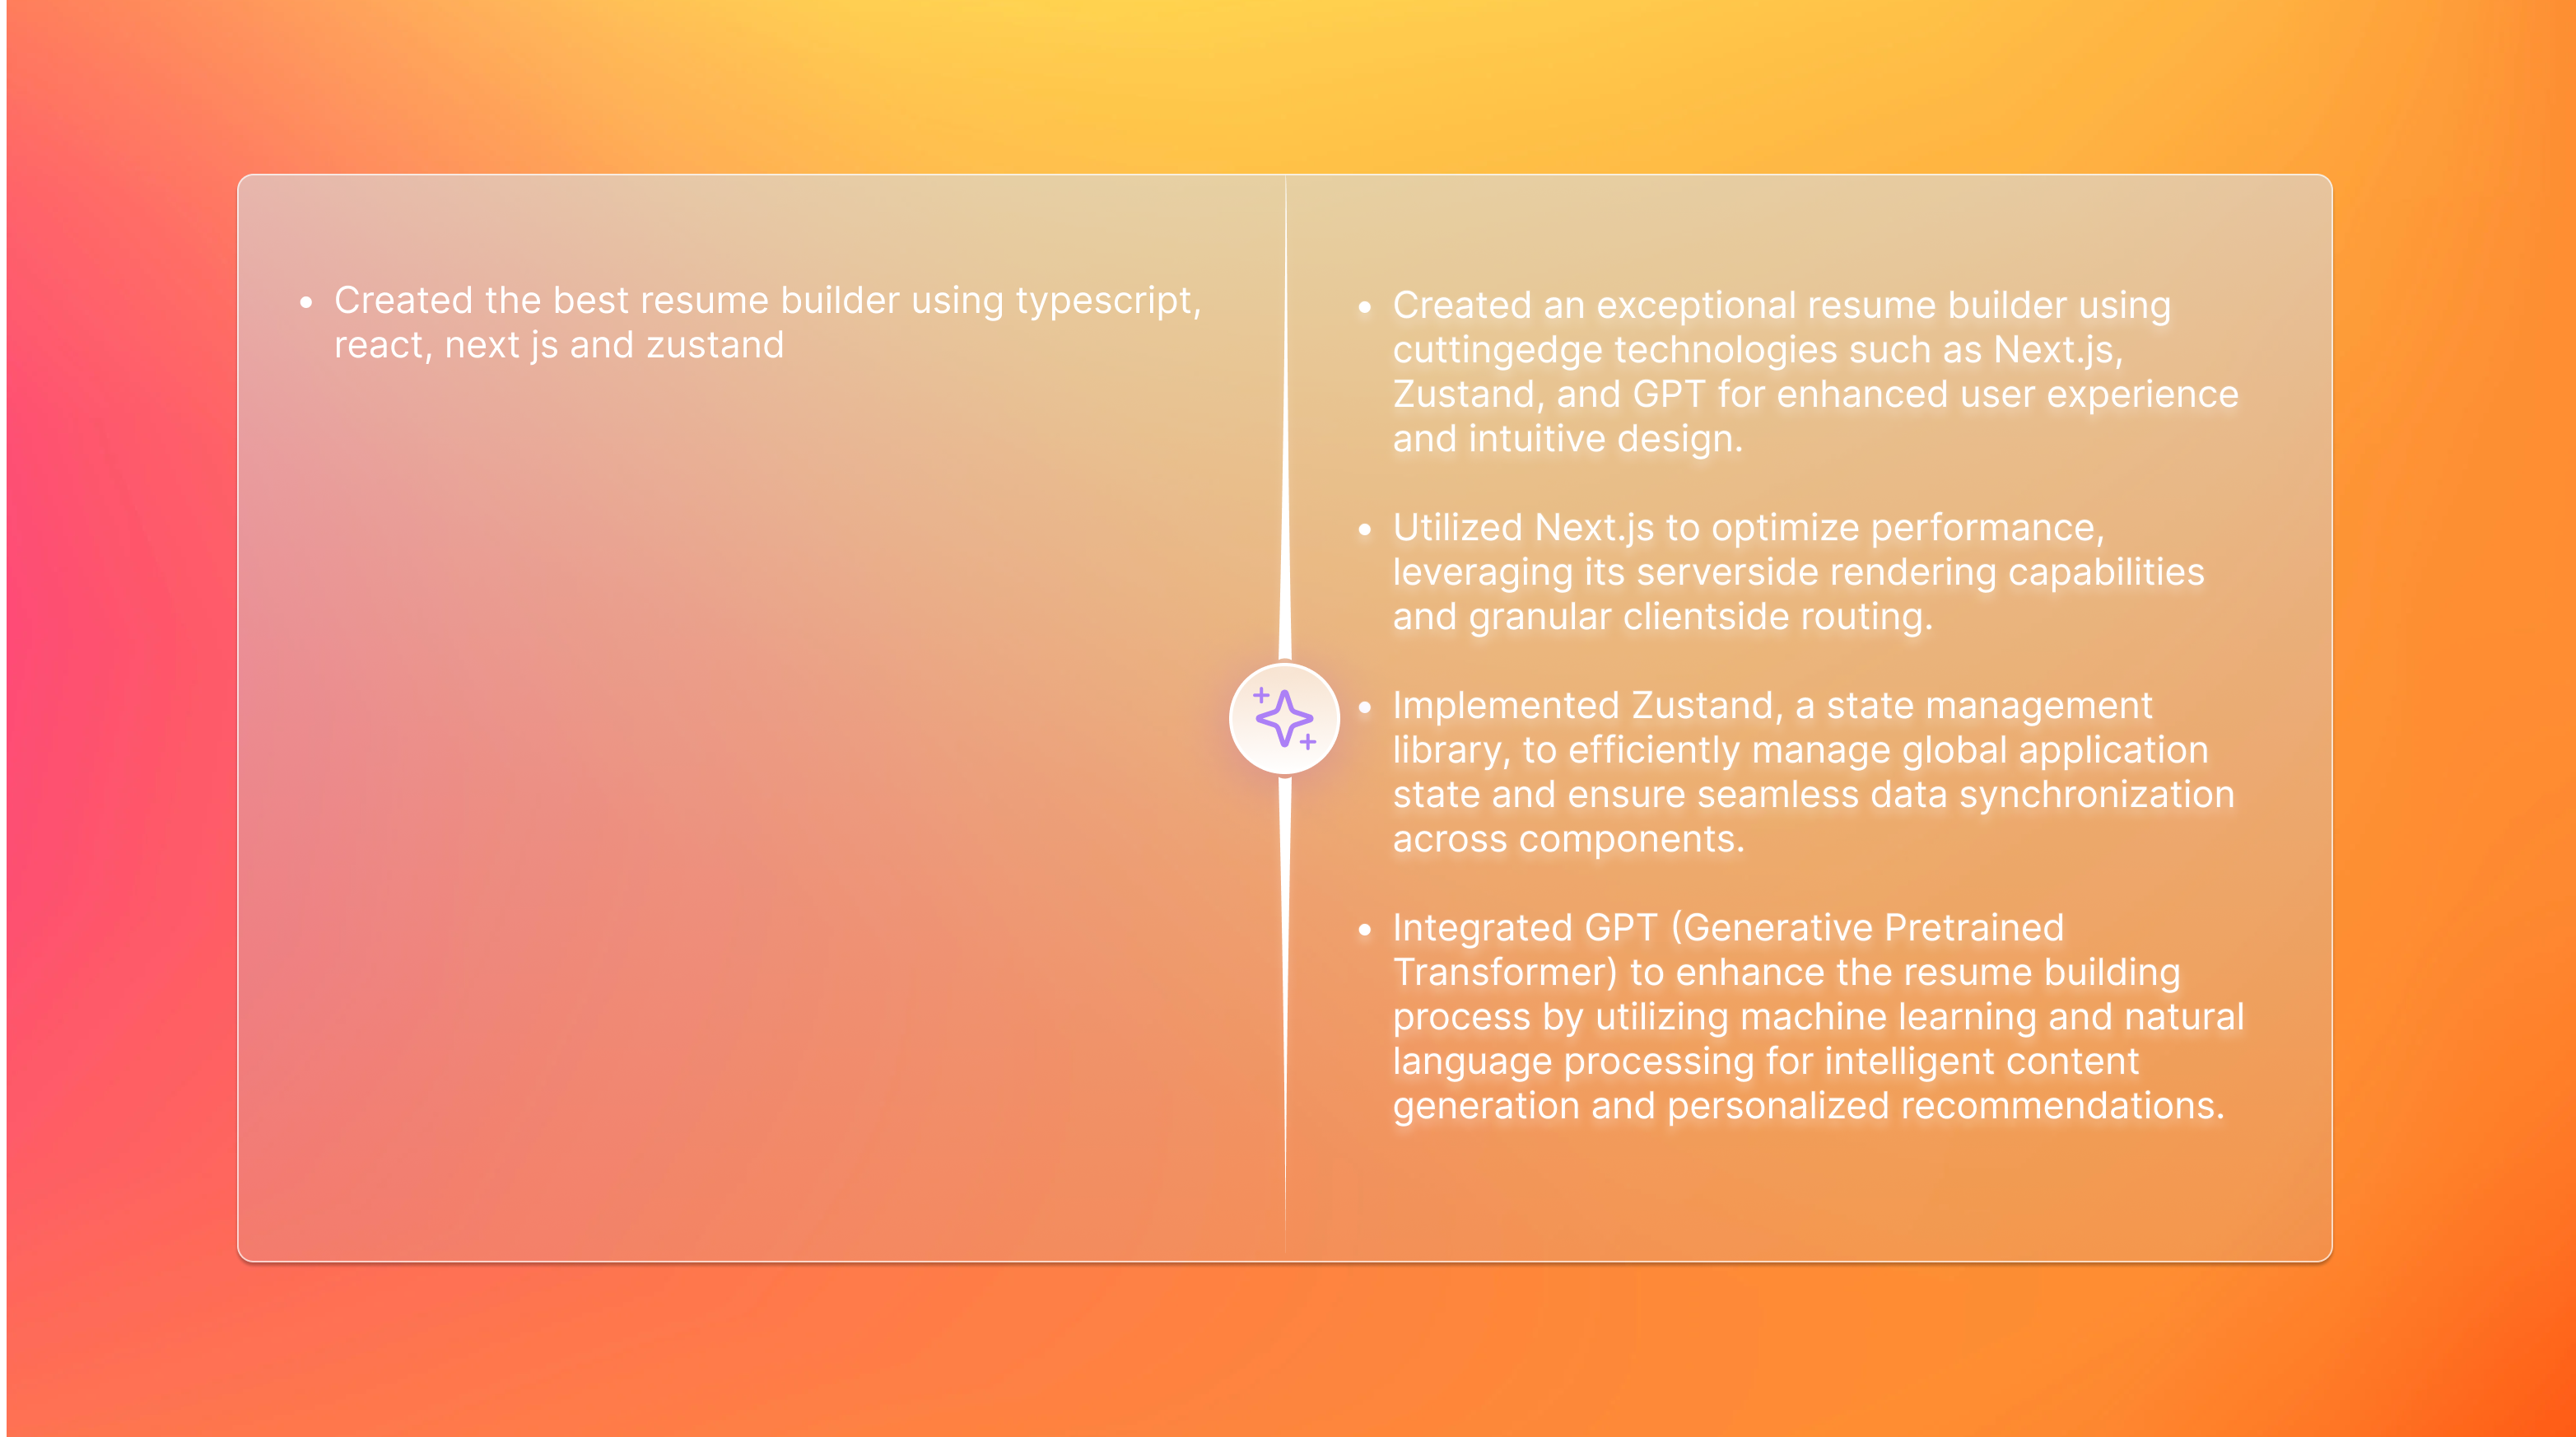 • Created the best resume builder using typescript,
react, next js and zustand
• Created an exceptional resume builder using
cuttingedge technologies such as Next.js,
Zustand, and GPT for enhanced user experience
and intuitive design.
• Utilized Next.js to optimize performance,
leveraging its serverside rendering capabilities
and granular clientside routing.
• Implemented Zustand, a state management
library, to efficiently manage global application
state and ensure seamless data synchronization
across components.
• Integrated GPT (Generative Pretrained
Transformer) to enhance the resume building
process by utilizing machine learning and natural
language processing for intelligent content
generation and personalized recommendations.